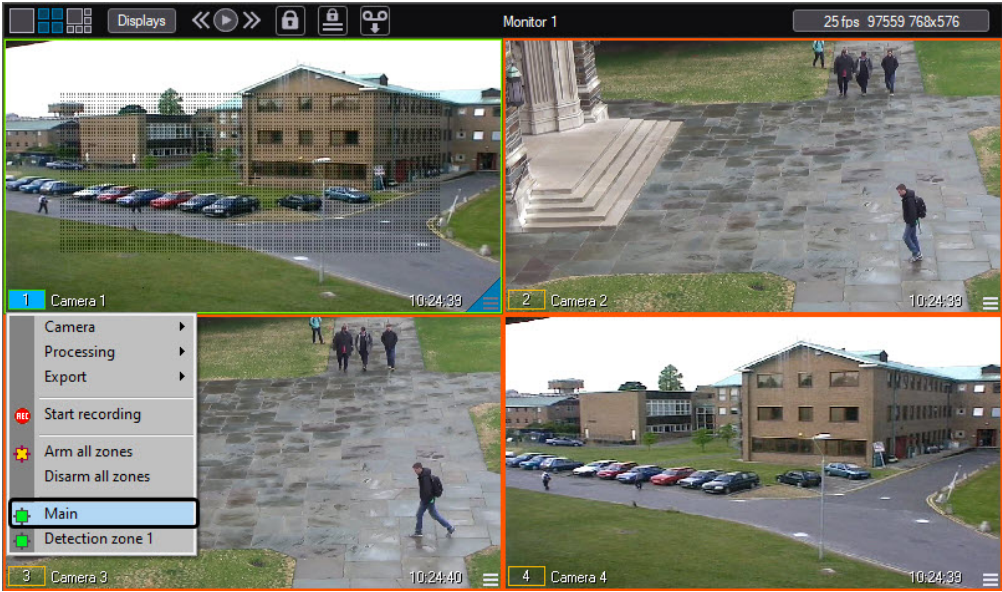 Displays
Monitor 1
25 fps 97559 768x576
1 Camera 1 10:24:39
2 Camera 2 10:24:39
Camera
Processing
Export
REC Start recording
Arm all zones
Disarm all zones
Main
Detection zone 1
3 Camera 3 10:24:40
4 Camera 4 10:24:39